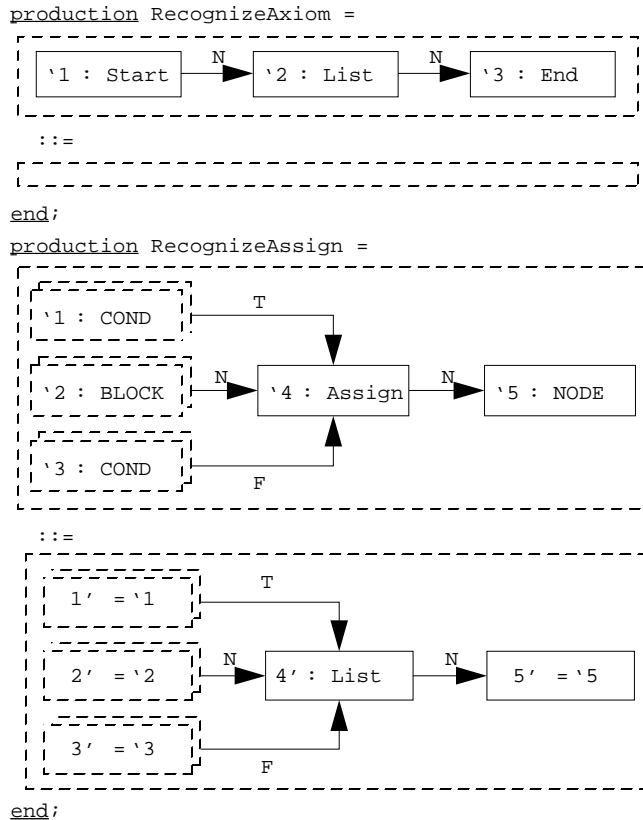 production RecognizeAxiom =
N N
‘1 : Start ‘2 : List ‘3 : End
::=
end;
production RecognizeAssign =
T
‘1 : COND
N N
‘2 : BLOCK ‘4 : Assign ‘5 : NODE
‘3 : COND
F
::=
T
1’ =‘1
N N
2’ =‘2 4’: List 5’ =‘5
3’ =‘3
F
end;